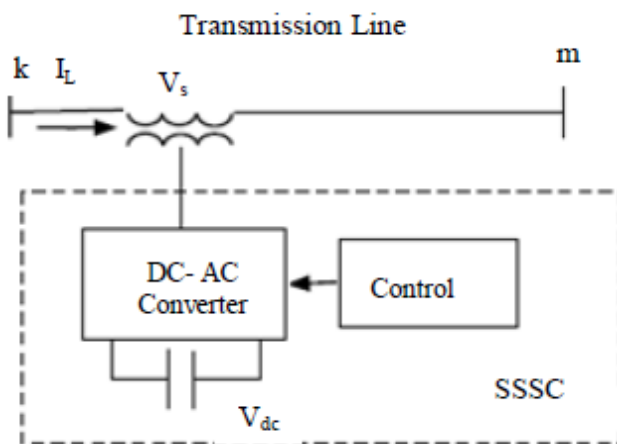 Transmission Line
k I_L
V_s
m
DC- AC
Converter
Control
SSSC
V_dc